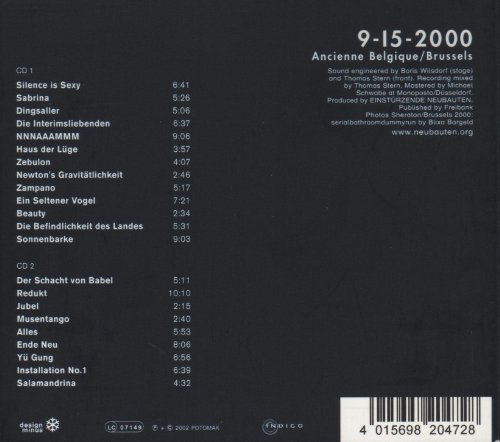 9-15-2000
Ancienne Belgique/Brussels
Sound engineered by Boris Wilsdorf (stage)
and Thomas Stern (front). Recording mixed
by Thomas Stern. Mastered by Michael
Schwabe at Monoposto/Düsseldorf.
Produced by EINSTÜRZENDE NEUBAUTEN.
Published by Freibank
Photos Sheraton/Brussels 2000:
serialbathroomdummyrun by Blixa Bargeld
www.neubauten.org
CD 1
Silence is Sexy 6:41
Sabrina 5:26
Dingsaller 5:06
Die Interimsliebenden 6:37
NNNAAAMMM 9:06
Haus der Lüge 3:57
Zebulon 4:07
Newton's Gravitätlichkeit 2:46
Zampano 5:17
Ein Seltener Vogel 7:21
Beauty 2:34
Die Befindlichkeit des Landes 5:31
Sonnenbarke 9:03
CD 2
Der Schacht von Babel 5:11
Redukt 10:10
Jubel 2:15
Musentango 2:40
Alles 5:53
Ende Neu 8:06
Yü Gung 6:56
Installation No.1 6:39
Salamandrina 4:32
design
minus
LC 07149
℗ + © 2002 POTOMAK
INDIGO
4 015698 204728